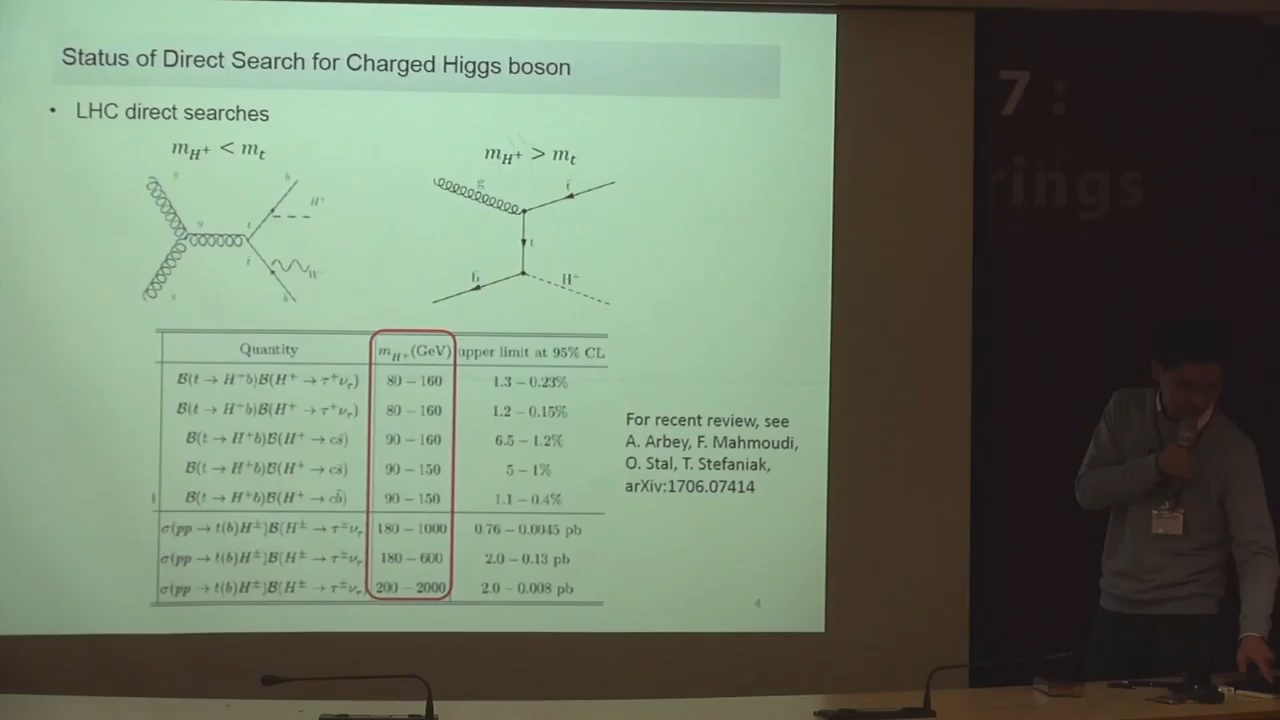 Status of Direct Search for Charged Higgs boson
• LHC direct searches
m_{H^+} < m_t
m_{H^+} > m_t
g
b
H^+
g
t
t̄
g
b
g
t̄
t
b̄
H^+
Quantity m_{H^+}(GeV) upper limit at 95% CL
B(t → H^+b)B(H^+ → τ^+ν_τ) 80 – 160 1.3 – 0.23%
B(t → H^+b)B(H^+ → τ^+ν_τ) 80 – 160 1.2 – 0.15%
B(t → H^+b)B(H^+ → cs̄) 90 – 160 6.5 – 1.2%
B(t → H^+b)B(H^+ → cs̄) 90 – 150 5 – 1%
B(t → H^+b)B(H^+ → cb̄) 90 – 150 1.1 – 0.4%
σ(pp → t(b)H^±)B(H^± → τ^±ν_τ) 180 – 1000 0.76 – 0.0045 pb
σ(pp → t(b)H^±)B(H^± → τ^±ν_τ) 180 – 600 2.0 – 0.13 pb
σ(pp → t(b)H^±)B(H^± → τ^±ν_τ) 200 – 2000 2.0 – 0.008 pb
For recent review, see
A. Arbey, F. Mahmoudi,
O. Stal, T. Stefaniak,
arXiv:1706.07414
4
7 :
rings